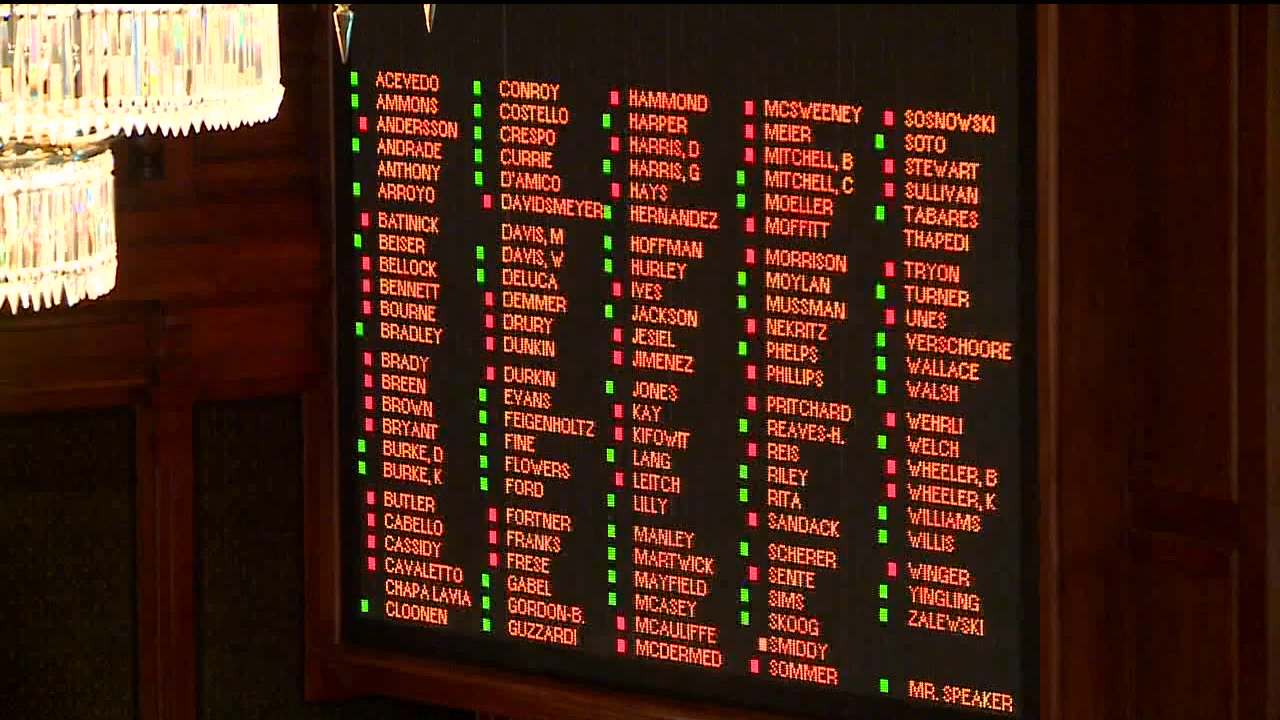 ACEVEDO
AMMONS
ANDERSSON
ANDRADE
ANTHONY
ARROYO
BATINICK
BEISER
BELLOCK
BENNETT
BOURNE
BRADLEY
BRADY
BREEN
BROWN
BRYANT
BURKE, D
BURKE, K
BUTLER
CABELLO
CASSIDY
CAVALETTO
CHAPA LAVIA
CLOONEN
CONROY
COSTELLO
CRESPO
CURRIE
D'AMICO
DAVIDSMEYER
DAVIS, M
DAVIS, W
DELUCA
DEMMER
DRURY
DUNKIN
DURKIN
EVANS
FEIGENHOLTZ
FINE
FLOWERS
FORD
FORTNER
FRANKS
FRESE
GABEL
GORDON-B.
GUZZARDI
HAMMOND
HARPER
HARRIS, D
HARRIS, G
HAYS
HERNANDEZ
HOFFMAN
HURLEY
IVES
JACKSON
JESIEL
JIMENEZ
JONES
KAY
KIFOWIT
LANG
LEITCH
LILLY
MANLEY
MARTWICK
MAYFIELD
MCASEY
MCAULIFFE
MCDERMED
MCSWEENEY
MEIER
MITCHELL, B
MITCHELL, C
MOELLER
MOFFITT
MORRISON
MOYLAN
MUSSMAN
NEKRITZ
PHELPS
PHILLIPS
PRITCHARD
REAVES-H.
REIS
RILEY
RITA
SANDACK
SCHERER
SENTE
SIMS
SKOOG
SMIDDY
SOMMER
SOSNOWSKI
SOTO
STEWART
SULLIVAN
TABARES
THAPEDI
TRYON
TURNER
UNES
VERSCHOORE
WALLACE
WALSH
WEHRLI
WELCH
WHEELER, B
WHEELER, K
WILLIAMS
WILLIS
WINGER
YINGLING
ZALEWSKI
MR. SPEAKER